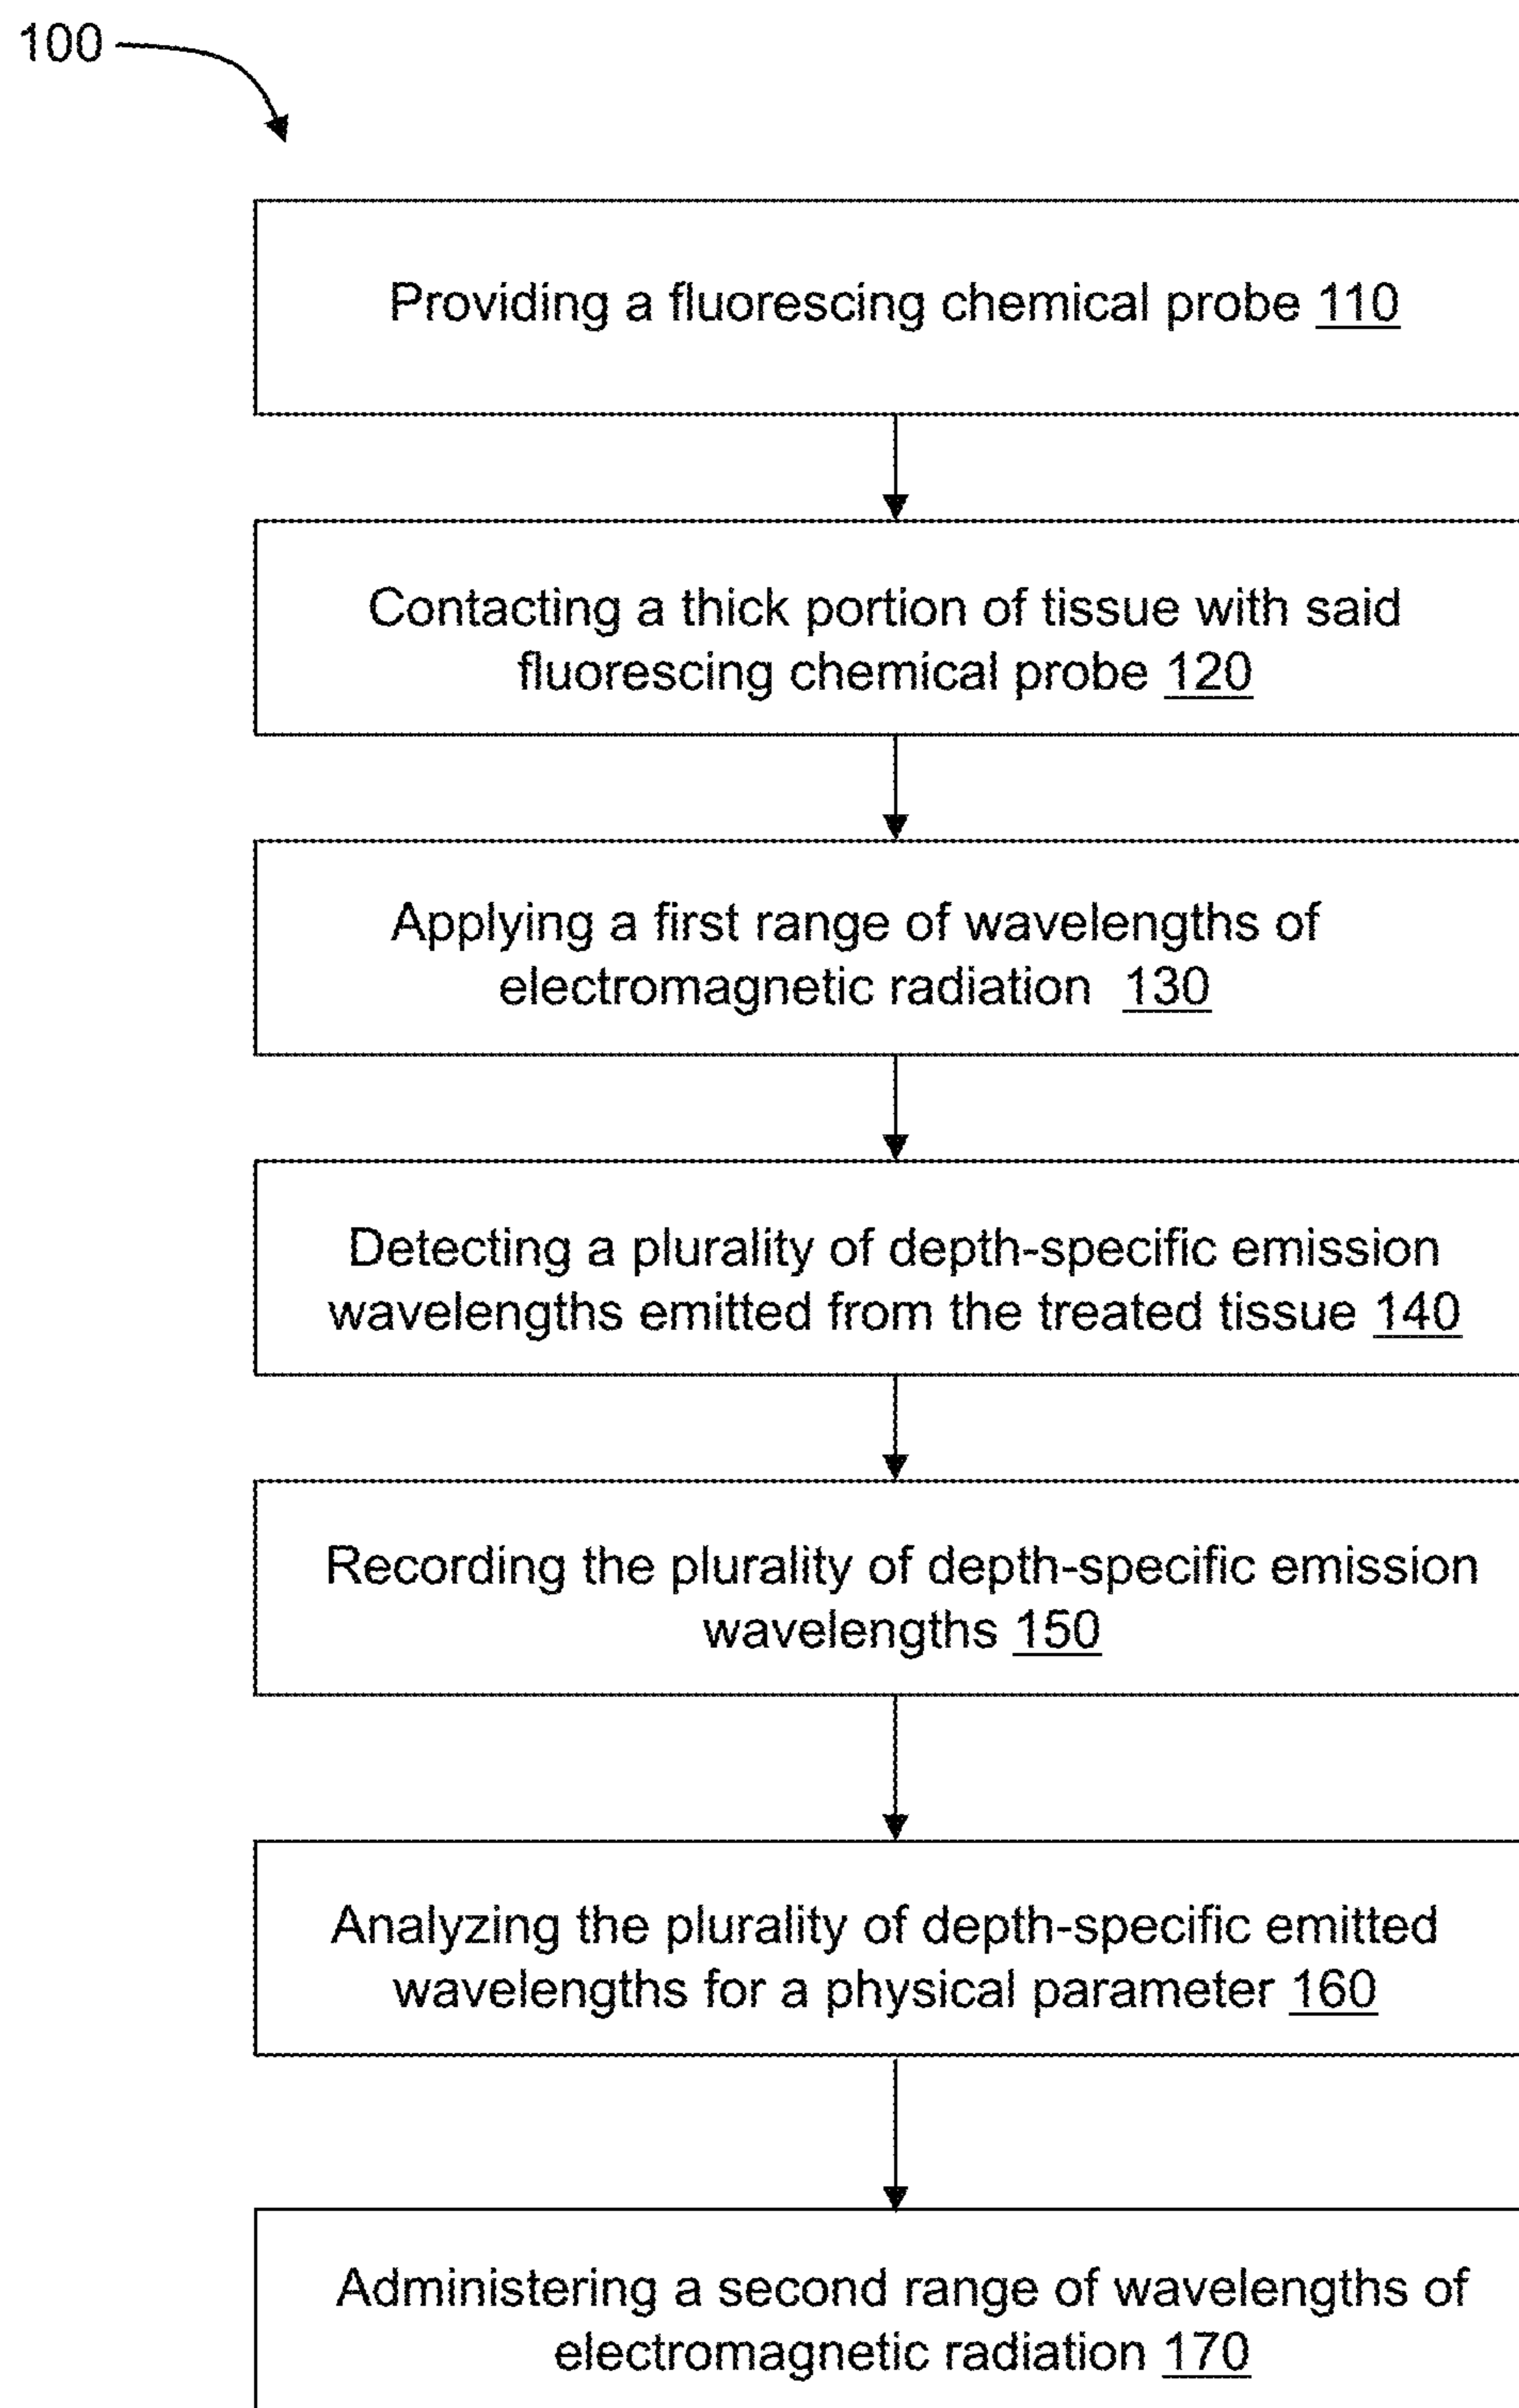 100
Providing a fluorescing chemical probe 110
Contacting a thick portion of tissue with said
fluorescing chemical probe 120
Applying a first range of wavelengths of
electromagnetic radiation 130
Detecting a plurality of depth-specific emission
wavelengths emitted from the treated tissue 140
Recording the plurality of depth-specific emission
wavelengths 150
Analyzing the plurality of depth-specific emitted
wavelengths for a physical parameter 160
Administering a second range of wavelengths of
electromagnetic radiation 170